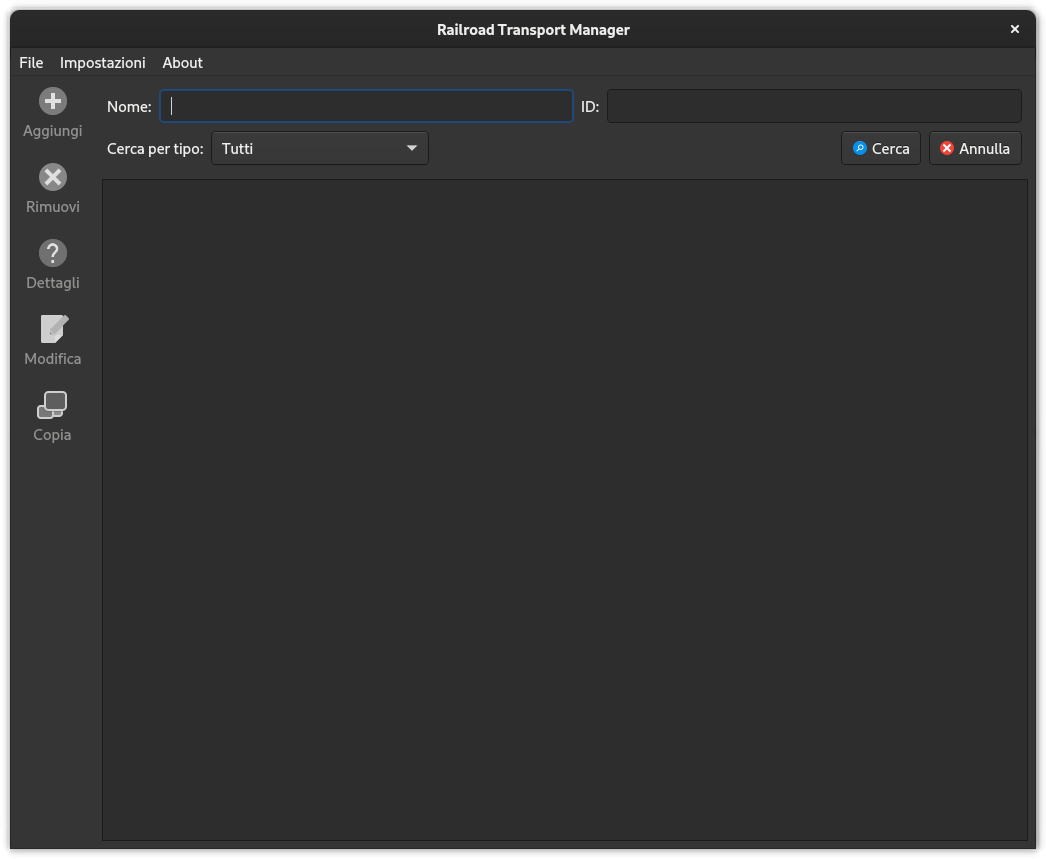 Railroad Transport Manager
File Impostazioni About
Aggiungi
Nome: ID:
Cerca per tipo: Tutti Cerca Annulla
Rimuovi
Dettagli
Modifica
Copia